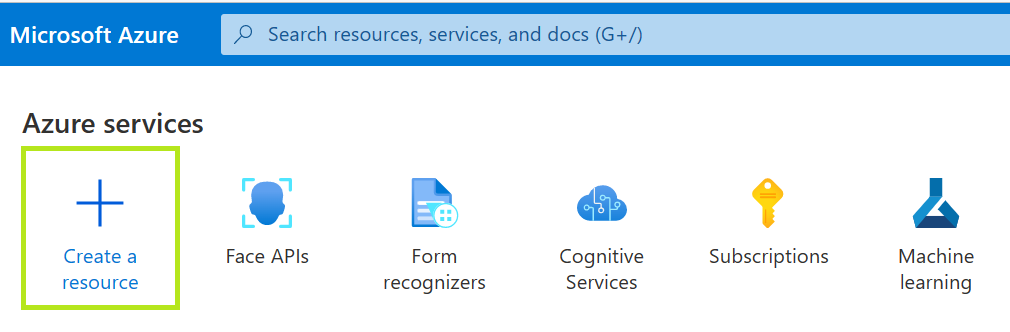 Microsoft Azure
Search resources, services, and docs (G+/)
Azure services
Create a
resource
Face APIs
Form
recognizers
Cognitive
Services
Subscriptions
Machine
learning